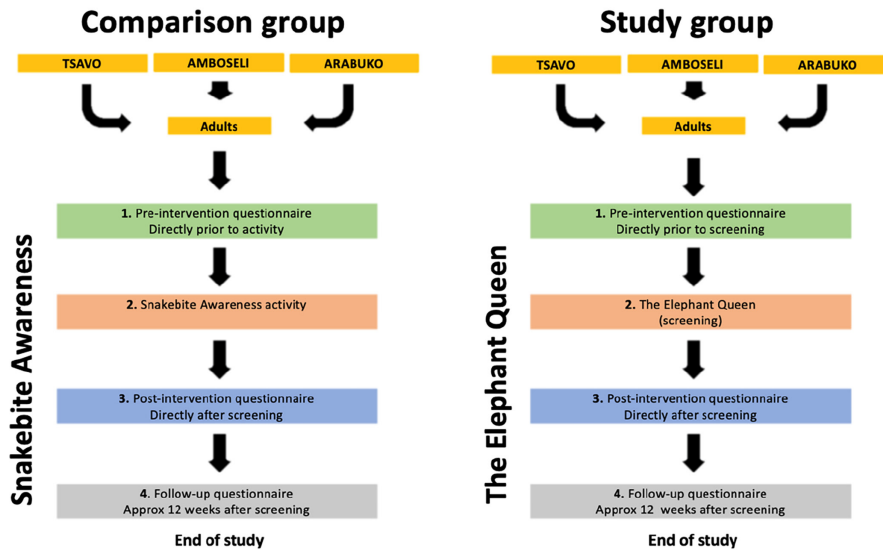 Comparison group
TSAVO
AMBOSELI
ARABUKO
Adults
Snakebite Awareness
1. Pre-intervention questionnaire
Directly prior to activity
2. Snakebite Awareness activity
3. Post-intervention questionnaire
Directly after screening
4. Follow-up questionnaire
Approx 12 weeks after screening
End of study
Study group
TSAVO
AMBOSELI
ARABUKO
Adults
The Elephant Queen
1. Pre-intervention questionnaire
Directly prior to screening
2. The Elephant Queen
(screening)
3. Post-intervention questionnaire
Directly after screening
4. Follow-up questionnaire
Approx 12 weeks after screening
End of study